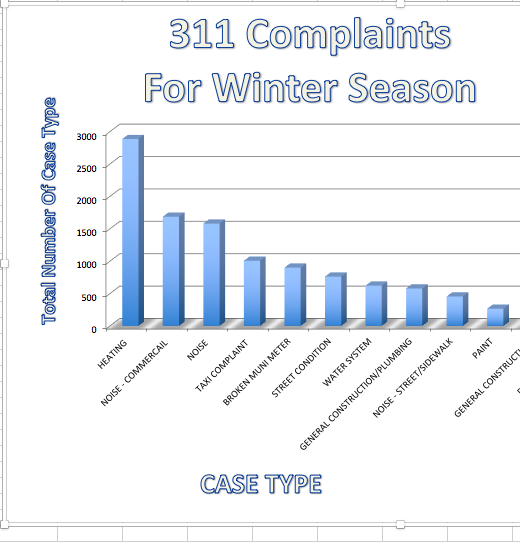 311 Complaints
For Winter Season
Total Number Of Case Type
3000
2500
2000
1500
1000
500
0
HEATING
NOISE - COMMERCAIL
NOISE
TAXI COMPLAINT
BROKEN MUNI METER
STREET CONDITION
WATER SYSTEM
GENERAL CONSTRUCTION/PLUMBING
NOISE - STREET/SIDEWALK
PAINT
GENERAL CONSTRUCT
CASE TYPE